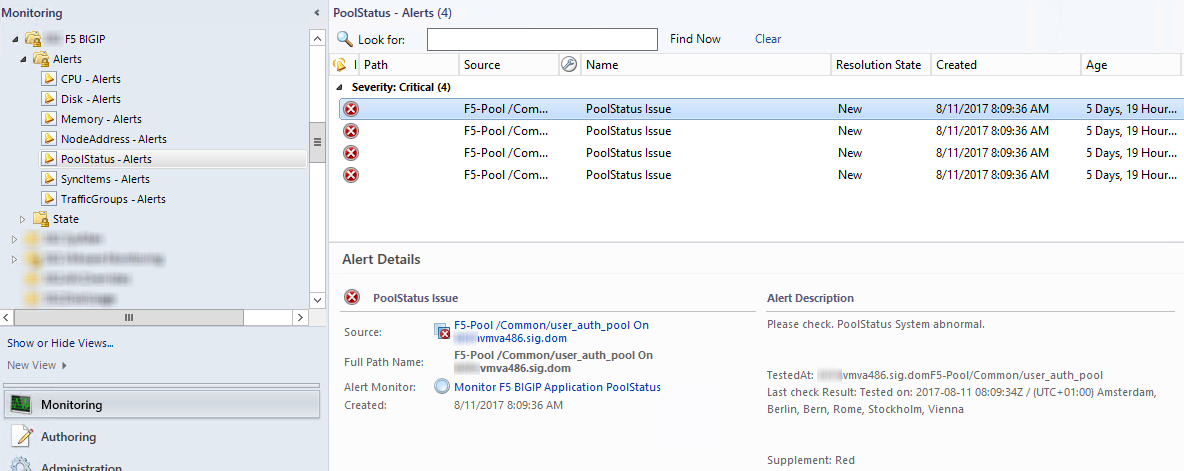 Monitoring
F5 BIGIP
Alerts
CPU - Alerts
Disk - Alerts
Memory - Alerts
NodeAddress - Alerts
PoolStatus - Alerts
SyncItems - Alerts
TrafficGroups - Alerts
State
Show or Hide Views...
New View
Monitoring
Authoring
Administration
PoolStatus - Alerts (4)
Look for: Find Now Clear
I Path Source Name Resolution State Created Age
Severity: Critical (4)
F5-Pool /Com... PoolStatus Issue New 8/11/2017 8:09:36 AM 5 Days, 19 Hour...
F5-Pool /Com... PoolStatus Issue New 8/11/2017 8:09:36 AM 5 Days, 19 Hour...
F5-Pool /Com... PoolStatus Issue New 8/11/2017 8:09:36 AM 5 Days, 19 Hour...
F5-Pool /Com... PoolStatus Issue New 8/11/2017 8:09:36 AM 5 Days, 19 Hour...
Alert Details
PoolStatus Issue
Source: F5-Pool /Common/user_auth_pool On
vmva486.sig.dom
Full Path Name: F5-Pool /Common/user_auth_pool On
vmva486.sig.dom
Alert Monitor: Monitor F5 BIGIP Application PoolStatus
Created: 8/11/2017 8:09:36 AM
Alert Description
Please check. PoolStatus System abnormal.
TestedAt: vmva486.sig.domF5-Pool/Common/user_auth_pool
Last check Result: Tested on: 2017-08-11 08:09:34Z / (UTC+01:00) Amsterdam,
Berlin, Bern, Rome, Stockholm, Vienna
Supplement: Red